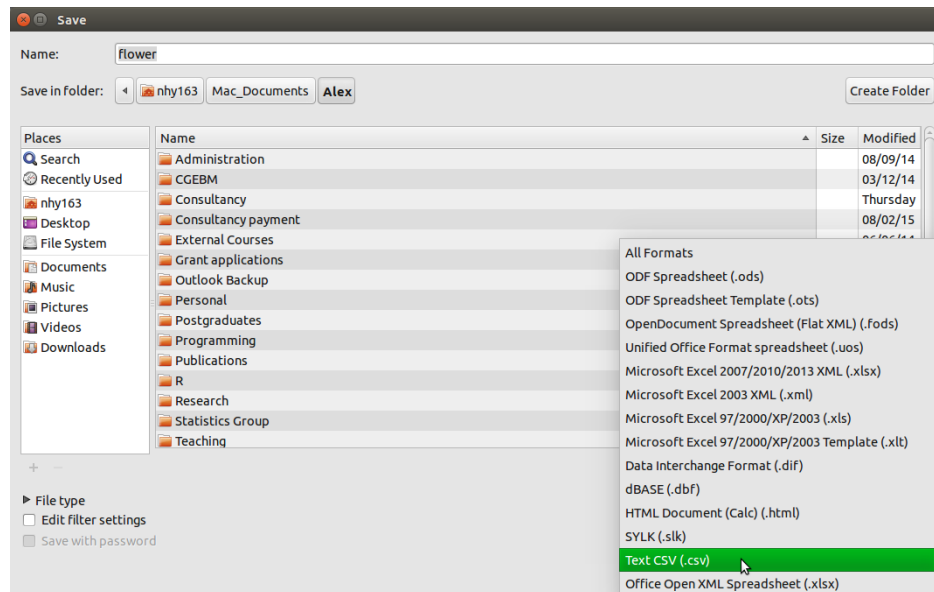 Save
Name: flower
Save in folder: nhy163 Mac_Documents Alex Create Folder
Places
Search
Recently Used
nhy163
Desktop
File System
Documents
Music
Pictures
Videos
Downloads
Name Size Modified
Administration 08/09/14
CGEBM 03/12/14
Consultancy Thursday
Consultancy payment 08/02/15
External Courses
Grant applications
Outlook Backup
Personal
Postgraduates
Programming
Publications
R
Research
Statistics Group
Teaching
File type
Edit filter settings
Save with password
All Formats
ODF Spreadsheet (.ods)
ODF Spreadsheet Template (.ots)
OpenDocument Spreadsheet (Flat XML) (.fods)
Unified Office Format spreadsheet (.uos)
Microsoft Excel 2007/2010/2013 XML (.xlsx)
Microsoft Excel 2003 XML (.xml)
Microsoft Excel 97/2000/XP/2003 (.xls)
Microsoft Excel 97/2000/XP/2003 Template (.xlt)
Data Interchange Format (.dif)
dBASE (.dbf)
HTML Document (Calc) (.html)
SYLK (.slk)
Text CSV (.csv)
Office Open XML Spreadsheet (.xlsx)